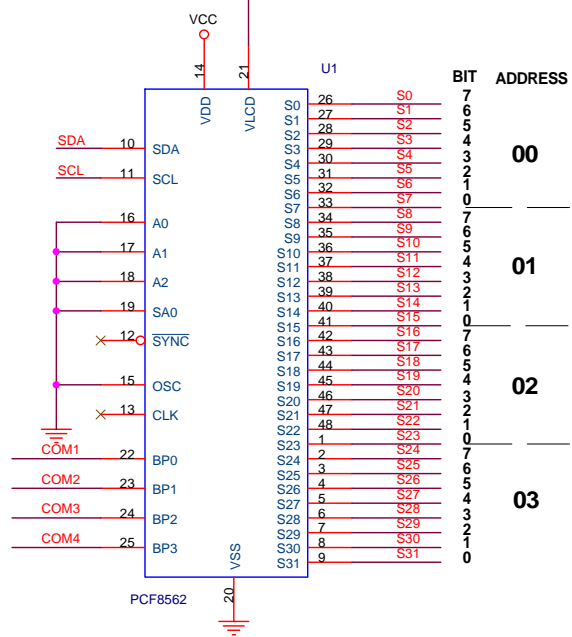 VCC
U1
BIT ADDRESS
14
21
VDD
VLCD
SDA 10 SDA
SCL 11 SCL
16 A0
17 A1
18 A2
19 SA0
12 SYNC
15 OSC
13 CLK
COM1 22 BP0
COM2 23 BP1
COM3 24 BP2
COM4 25 BP3
S0 26 S0 7
S1 27 S1 6
S2 28 S2 5
S3 29 S3 4
S4 30 S4 3
S5 31 S5 2
S6 32 S6 1
S7 33 S7 0
00
S8 34 S8 7
S9 35 S9 6
S10 36 S10 5
S11 37 S11 4
S12 38 S12 3
S13 39 S13 2
S14 40 S14 1
S15 41 S15 0
01
S16 42 S16 7
S17 43 S17 6
S18 44 S18 5
S19 45 S19 4
S20 46 S20 3
S21 47 S21 2
S22 48 S22 1
S23 1 S23 0
02
S24 2 S24 7
S25 3 S25 6
S26 4 S26 5
S27 5 S27 4
S28 6 S28 3
S29 7 S29 2
S30 8 S30 1
S31 9 S31 0
03
VSS
20
PCF8562